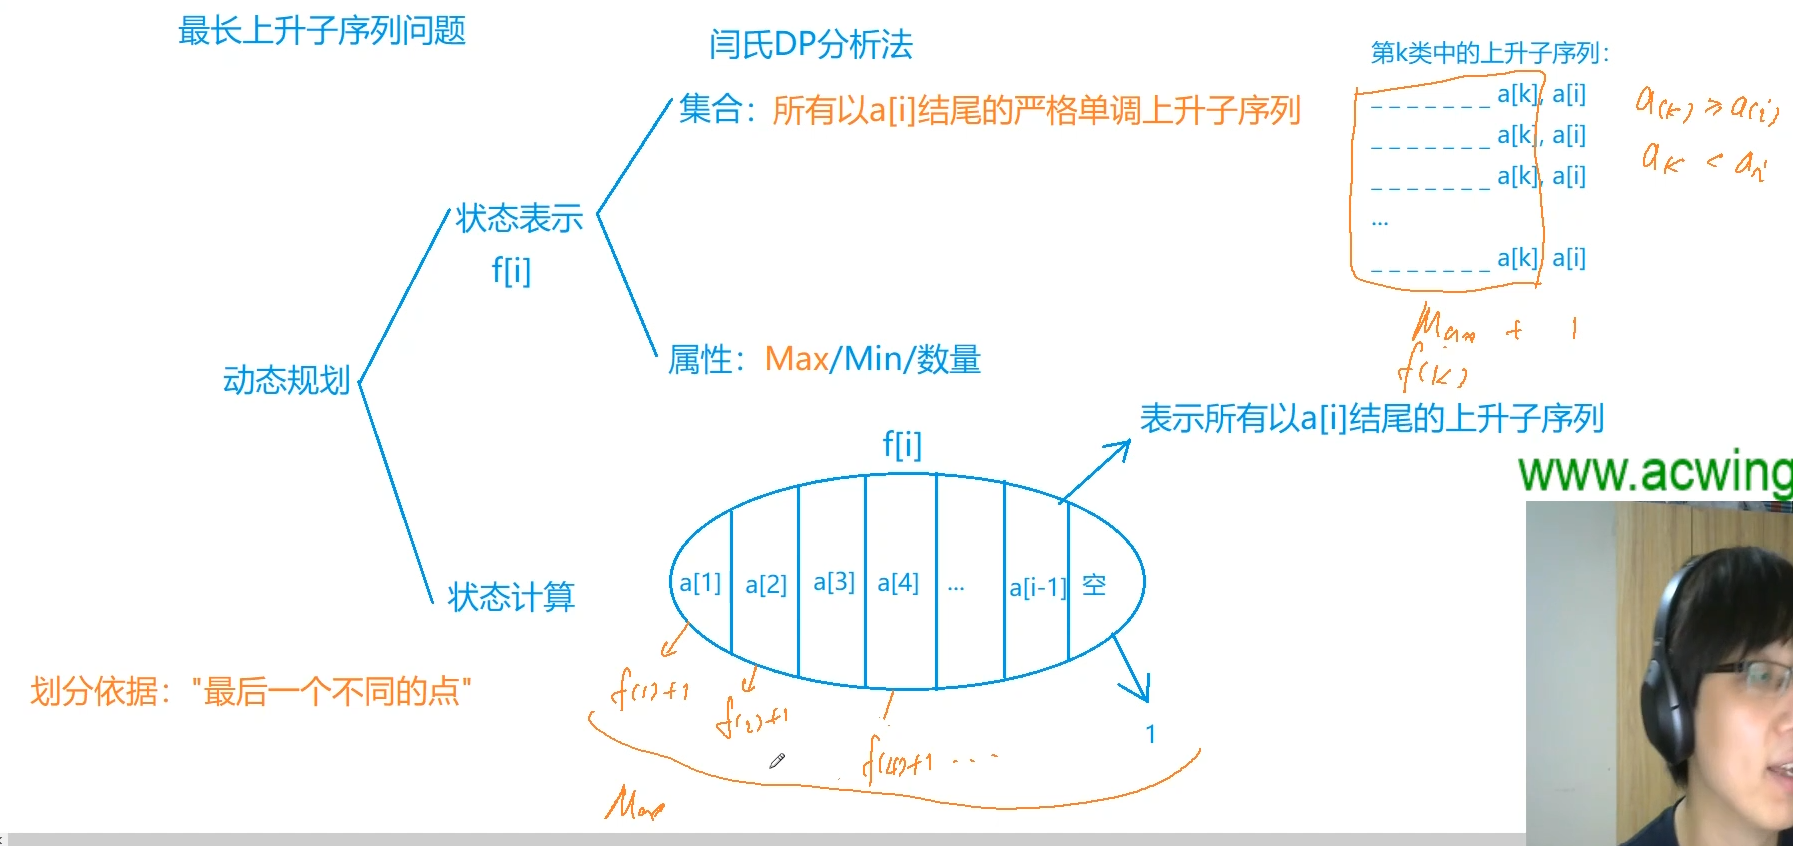 最长上升子序列问题
闫氏DP分析法
集合：所有以a[i]结尾的严格单调上升子序列
状态表示
f[i]
属性：Max/Min/数量
动态规划
状态计算
划分依据："最后一个不同的点"
第k类中的上升子序列：
_ _ _ _ _ _ _ a[k], a[i]
_ _ _ _ _ _ _ a[k], a[i]
_ _ _ _ _ _ _ a[k], a[i]
...
_ _ _ _ _ _ _ a[k], a[i]
a(k) ≥ a(i)
ak < ai
Max + 1
f(k)
表示所有以a[i]结尾的上升子序列
f[i]
a[1] a[2] a[3] a[4] ... a[i-1] 空
f(1)+1
f(2)+1
f(4)+1 ...
1
Max
www.acwing